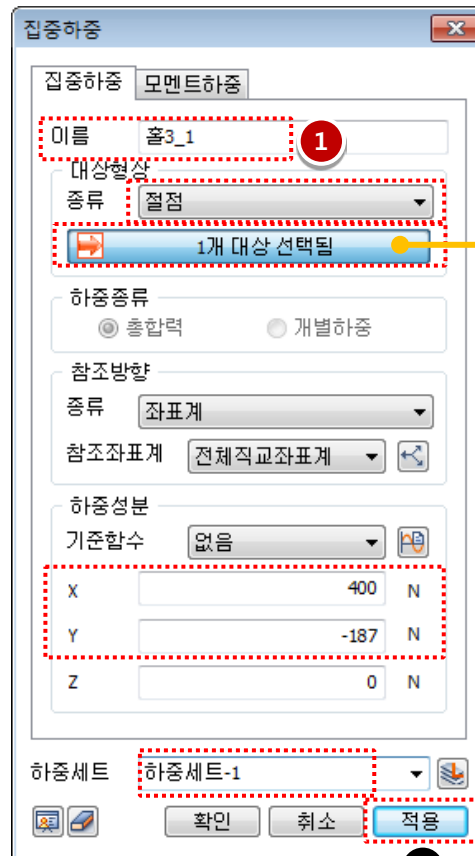 집중하중
집중하중 모멘트하중
이름 홀3_1 1
대상형상
종류 절점
1개 대상 선택됨
하중종류
총합력 개별하중
참조방향
종류 좌표계
참조좌표계 전체직교좌표계
하중성분
기준함수 없음
X 400 N
Y -187 N
Z 0 N
하중세트 하중세트-1
확인 취소 적용